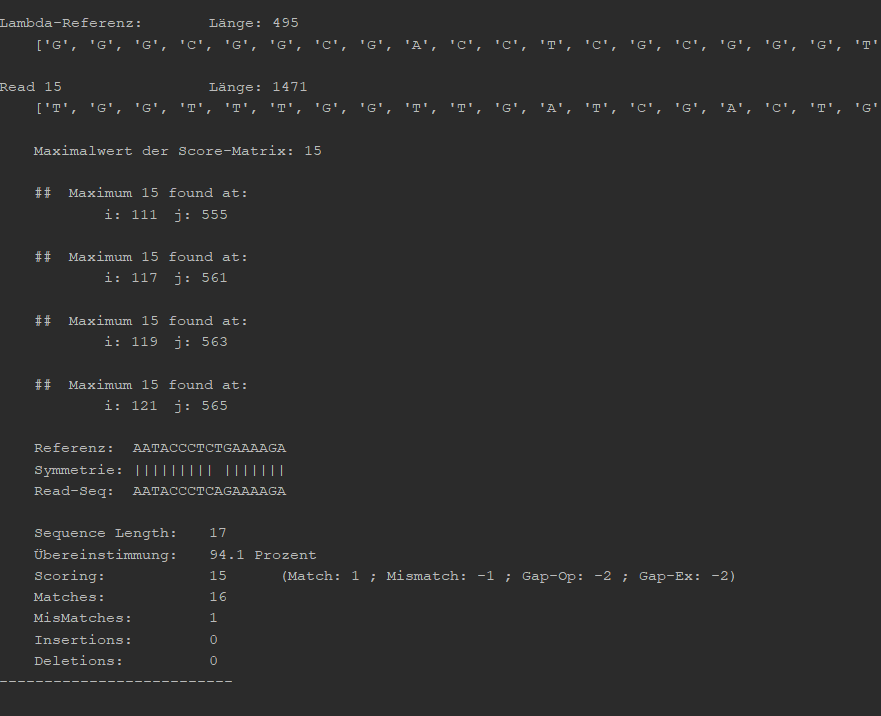 Lambda-Referenz: Länge: 495
['G', 'G', 'G', 'C', 'G', 'G', 'C', 'G', 'A', 'C', 'C', 'T', 'C', 'G', 'C', 'G', 'G', 'G', 'T'
Read 15 Länge: 1471
['T', 'G', 'G', 'T', 'T', 'T', 'G', 'G', 'T', 'T', 'G', 'A', 'T', 'C', 'G', 'A', 'C', 'T', 'G'
Maximalwert der Score-Matrix: 15
## Maximum 15 found at:
i: 111 j: 555
## Maximum 15 found at:
i: 117 j: 561
## Maximum 15 found at:
i: 119 j: 563
## Maximum 15 found at:
i: 121 j: 565
Referenz: AATACCCTCTGAAAAGA
Symmetrie: ||||||||| |||||||
Read-Seq: AATACCCTCAGAAAAGA
Sequence Length: 17
Übereinstimmung: 94.1 Prozent
Scoring: 15 (Match: 1 ; Mismatch: -1 ; Gap-Op: -2 ; Gap-Ex: -2)
Matches: 16
MisMatches: 1
Insertions: 0
Deletions: 0
--------------------------